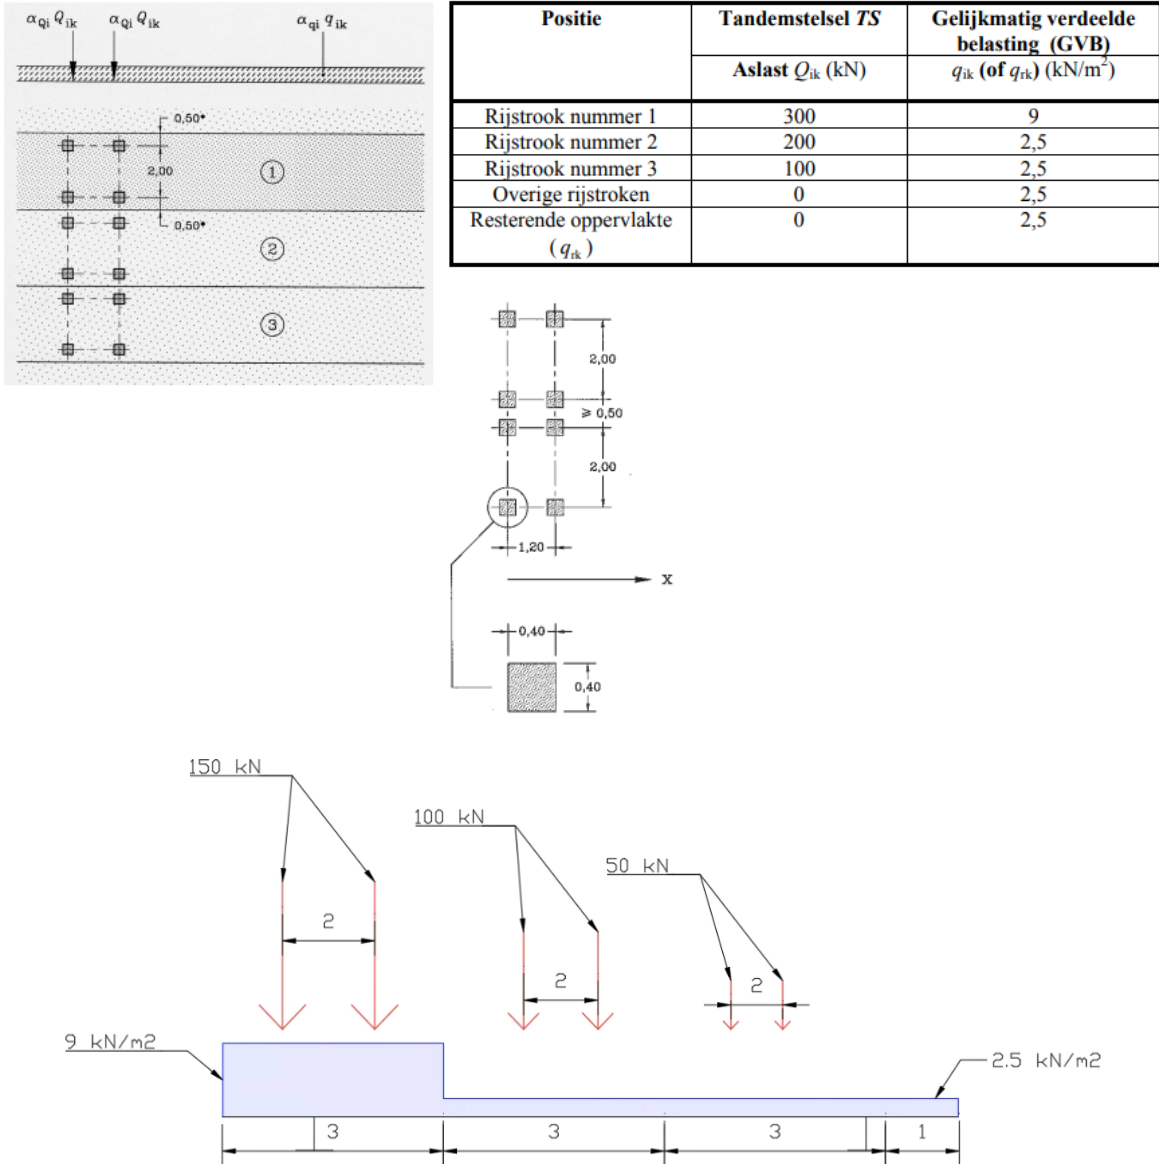 α_Qi Q_ik
α_Qi Q_ik
α_qi q_ik
0,50*
2,00
0,50*
1
2
3
Positie
Tandemstelsel TS
Gelijkmatig verdeelde
belasting (GVB)
Aslast Q_ik (kN)
q_ik (of q_rk) (kN/m²)
Rijstrook nummer 1 300 9
Rijstrook nummer 2 200 2,5
Rijstrook nummer 3 100 2,5
Overige rijstroken 0 2,5
Resterende oppervlakte 0 2,5
( q_rk )
2,00
⩾ 0,50
2,00
1,20
x
0,40
0,40
150 kN
100 kN
50 kN
2
2
2
9 kN/m2
2.5 kN/m2
3
3
3
1